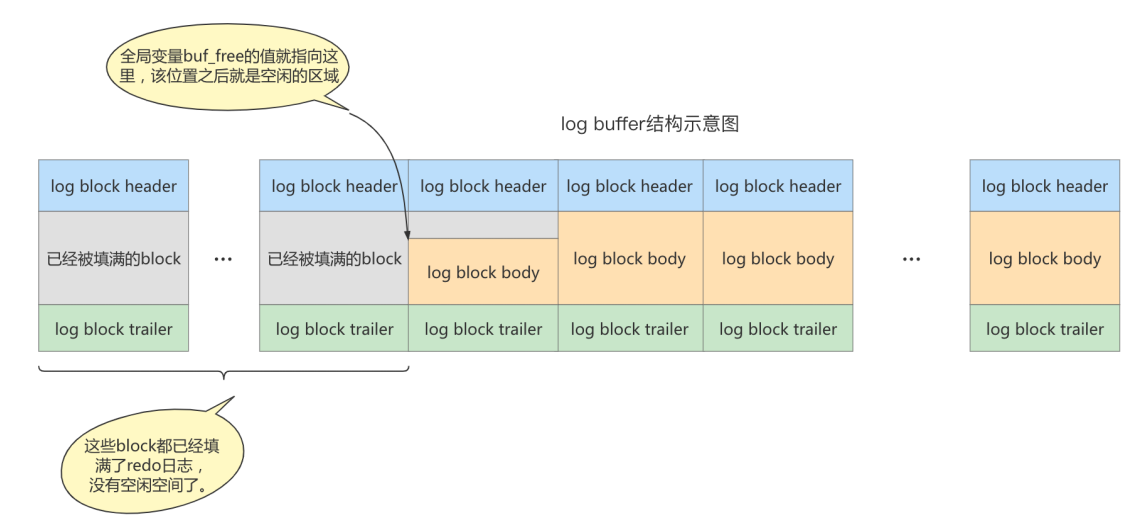 全局变量buf_free的值就指向这
里，该位置之后就是空闲的区域
log buffer结构示意图
log block header
log block header
log block header
log block header
log block header
log block header
已经被填满的block
...
已经被填满的block
log block body
log block body
log block body
...
log block body
log block trailer
log block trailer
log block trailer
log block trailer
log block trailer
log block trailer
这些block都已经填
满了redo日志，
没有空闲空间了。